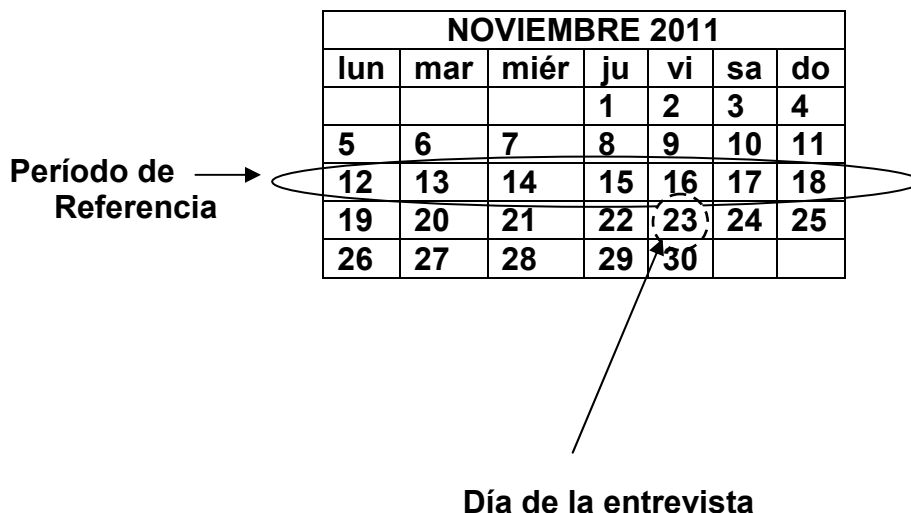 NOVIEMBRE 2011
lun mar miér ju vi sa do
1 2 3 4
5 6 7 8 9 10 11
Período de
Referencia
12 13 14 15 16 17 18
19 20 21 22 23 24 25
26 27 28 29 30
Día de la entrevista